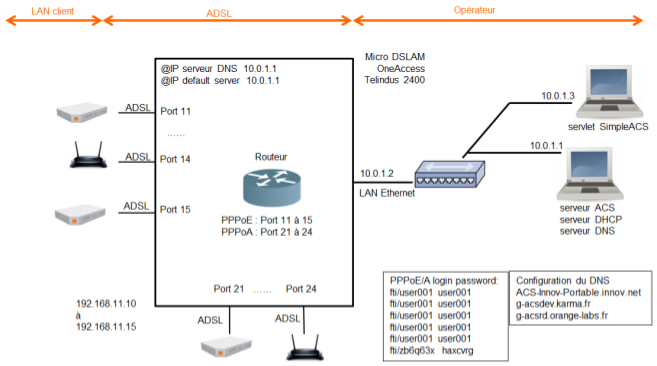 LAN client
ADSL
Opérateur
@IP serveur DNS 10.0.1.1
@IP default server 10.0.1.1
Micro DSLAM
OneAccess
Telindus 2400
10.0.1.3
servlet SimpleACS
ADSL
Port 11
......
ADSL
Port 14
Routeur
10.0.1.1
10.0.1.2
LAN Ethernet
ADSL
Port 15
PPPoE : Port 11 à 15
PPPoA : Port 21 à 24
serveur ACS
serveur DHCP
serveur DNS
Port 21 ...... Port 24
192.168.11.10
à
192.168.11.15
ADSL
ADSL
PPPoE/A login password:
fti/user001 user001
fti/user001 user001
fti/user001 user001
fti/user001 user001
fti/user001 user001
fti/zb6q63x haxcvrg
Configuration du DNS
ACS-Innov-Portable.innov.net
g-acsdev.karma.fr
g-acsrd.orange-labs.fr